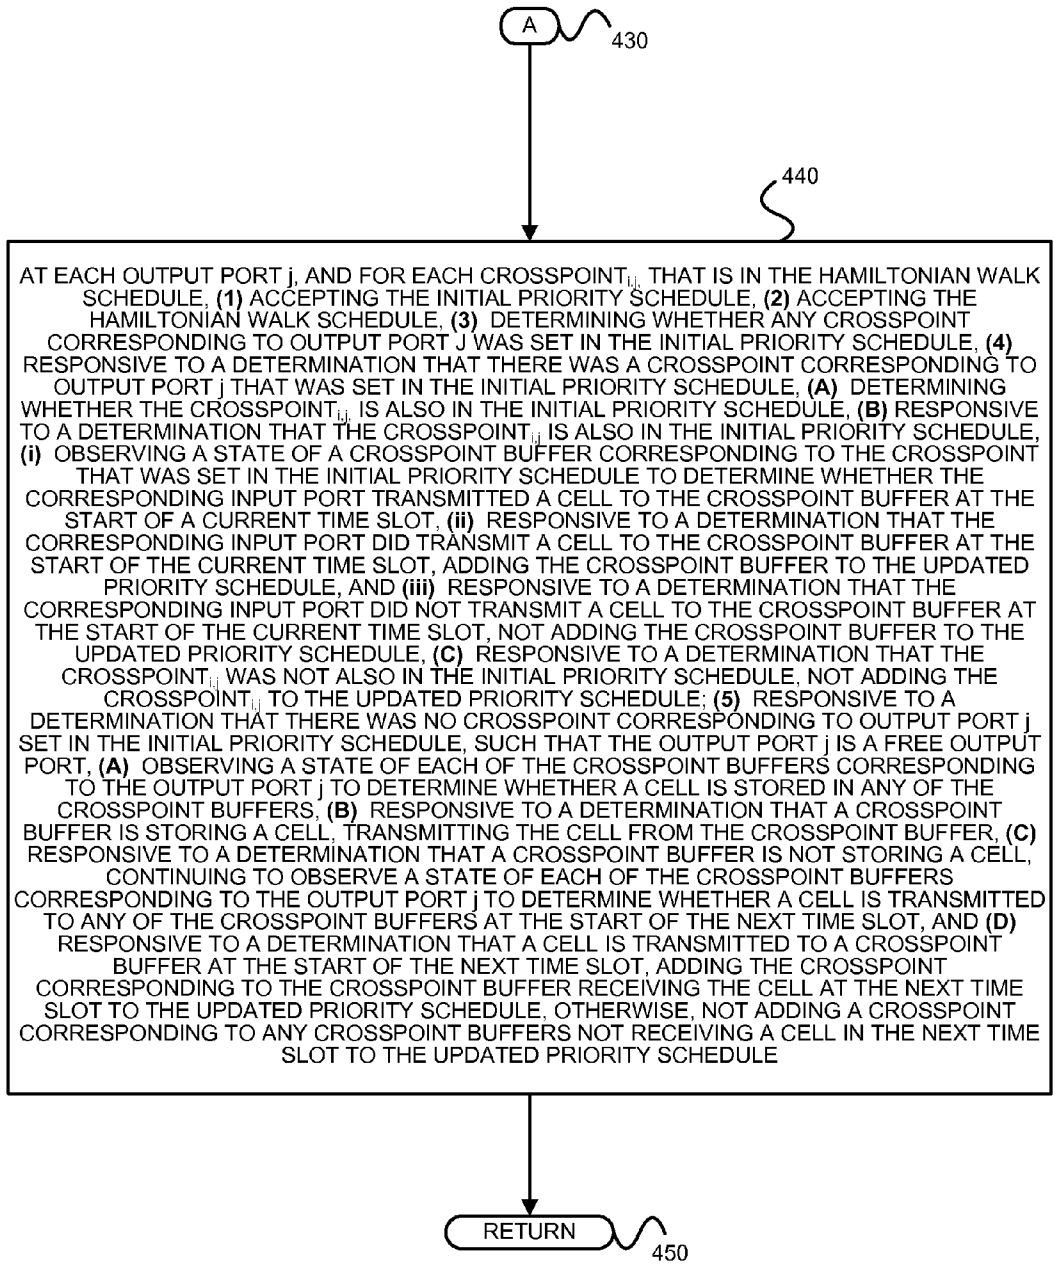 A
430
440
AT EACH OUTPUT PORT j, AND FOR EACH CROSSPOINTi,j, THAT IS IN THE HAMILTONIAN WALK
SCHEDULE, (1) ACCEPTING THE INITIAL PRIORITY SCHEDULE, (2) ACCEPTING THE
HAMILTONIAN WALK SCHEDULE, (3) DETERMINING WHETHER ANY CROSSPOINT
CORRESPONDING TO OUTPUT PORT J WAS SET IN THE INITIAL PRIORITY SCHEDULE, (4)
RESPONSIVE TO A DETERMINATION THAT THERE WAS A CROSSPOINT CORRESPONDING TO
OUTPUT PORT j THAT WAS SET IN THE INITIAL PRIORITY SCHEDULE, (A) DETERMINING
WHETHER THE CROSSPOINTi,j, IS ALSO IN THE INITIAL PRIORITY SCHEDULE, (B) RESPONSIVE
TO A DETERMINATION THAT THE CROSSPOINTi,j IS ALSO IN THE INITIAL PRIORITY SCHEDULE,
(i) OBSERVING A STATE OF A CROSSPOINT BUFFER CORRESPONDING TO THE CROSSPOINT
THAT WAS SET IN THE INITIAL PRIORITY SCHEDULE TO DETERMINE WHETHER THE
CORRESPONDING INPUT PORT TRANSMITTED A CELL TO THE CROSSPOINT BUFFER AT THE
START OF A CURRENT TIME SLOT, (ii) RESPONSIVE TO A DETERMINATION THAT THE
CORRESPONDING INPUT PORT DID TRANSMIT A CELL TO THE CROSSPOINT BUFFER AT THE
START OF THE CURRENT TIME SLOT, ADDING THE CROSSPOINT BUFFER TO THE UPDATED
PRIORITY SCHEDULE, AND (iii) RESPONSIVE TO A DETERMINATION THAT THE
CORRESPONDING INPUT PORT DID NOT TRANSMIT A CELL TO THE CROSSPOINT BUFFER AT
THE START OF THE CURRENT TIME SLOT, NOT ADDING THE CROSSPOINT BUFFER TO THE
UPDATED PRIORITY SCHEDULE, (C) RESPONSIVE TO A DETERMINATION THAT THE
CROSSPOINTi,j WAS NOT ALSO IN THE INITIAL PRIORITY SCHEDULE, NOT ADDING THE
CROSSPOINTi,j TO THE UPDATED PRIORITY SCHEDULE; (5) RESPONSIVE TO A
DETERMINATION THAT THERE WAS NO CROSSPOINT CORRESPONDING TO OUTPUT PORT j
SET IN THE INITIAL PRIORITY SCHEDULE, SUCH THAT THE OUTPUT PORT j IS A FREE OUTPUT
PORT, (A) OBSERVING A STATE OF EACH OF THE CROSSPOINT BUFFERS CORRESPONDING
TO THE OUTPUT PORT j TO DETERMINE WHETHER A CELL IS STORED IN ANY OF THE
CROSSPOINT BUFFERS, (B) RESPONSIVE TO A DETERMINATION THAT A CROSSPOINT
BUFFER IS STORING A CELL, TRANSMITTING THE CELL FROM THE CROSSPOINT BUFFER, (C)
RESPONSIVE TO A DETERMINATION THAT A CROSSPOINT BUFFER IS NOT STORING A CELL,
CONTINUING TO OBSERVE A STATE OF EACH OF THE CROSSPOINT BUFFERS
CORRESPONDING TO THE OUTPUT PORT j TO DETERMINE WHETHER A CELL IS TRANSMITTED
TO ANY OF THE CROSSPOINT BUFFERS AT THE START OF THE NEXT TIME SLOT, AND (D)
RESPONSIVE TO A DETERMINATION THAT A CELL IS TRANSMITTED TO A CROSSPOINT
BUFFER AT THE START OF THE NEXT TIME SLOT, ADDING THE CROSSPOINT
CORRESPONDING TO THE CROSSPOINT BUFFER RECEIVING THE CELL AT THE NEXT TIME
SLOT TO THE UPDATED PRIORITY SCHEDULE, OTHERWISE, NOT ADDING A CROSSPOINT
CORRESPONDING TO ANY CROSSPOINT BUFFERS NOT RECEIVING A CELL IN THE NEXT TIME
SLOT TO THE UPDATED PRIORITY SCHEDULE
RETURN
450